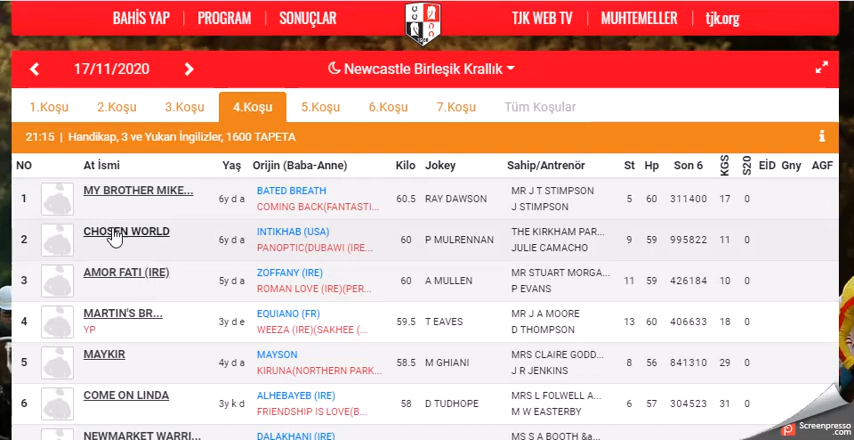 BAHİS YAP | PROGRAM | SONUÇLAR TJK WEB TV | MUHTEMELLER | tjk.org
17/11/2020 Newcastle Birleşik Krallık
1.Koşu 2.Koşu 3.Koşu 4.Koşu 5.Koşu 6.Koşu 7.Koşu Tüm Koşular
21:15 | Handikap, 3 ve Yukarı İngilizler, 1600 TAPETA
NO At İsmi Yaş Orijin (Baba-Anne) Kilo Jokey Sahip/Antrenör St Hp Son 6 KGS S20 EİD Gny AGF
1 MY BROTHER MIKE... 6y d a BATED BREATH 60.5 RAY DAWSON MR J T STIMPSON 5 60 311400 17 0
COMING BACK(FANTASTI... J STIMPSON
2 CHOSEN WORLD 6y d a INTIKHAB (USA) 60 P MULRENNAN THE KIRKHAM PAR... 9 59 995822 11 0
PANOPTIC(DUBAWI (IRE... JULIE CAMACHO
3 AMOR FATI (IRE) 5y d a ZOFFANY (IRE) 60 A MULLEN MR STUART MORGA... 11 59 426184 10 0
ROMAN LOVE (IRE)(PER... P EVANS
4 MARTIN'S BR... 3y d e EQUIANO (FR) 59.5 T EAVES MR J A MOORE 13 60 406633 18 0
YP WEEZA (IRE)(SAKHEE (... D THOMPSON
5 MAYKIR 4y d a MAYSON 58.5 M GHIANI MRS CLAIRE GODD... 8 56 841310 29 0
KIRUNA(NORTHERN PARK... J R JENKINS
6 COME ON LINDA 3y k d ALHEBAYEB (IRE) 58 D TUDHOPE MRS L FOLWELL A... 6 57 304523 31 0
FRIENDSHIP IS LOVE(B... M W EASTERBY
NEWMARKET WARRI... DALAKHANI (IRE) MS S A BOOTH &a...
Screenpresso
.com